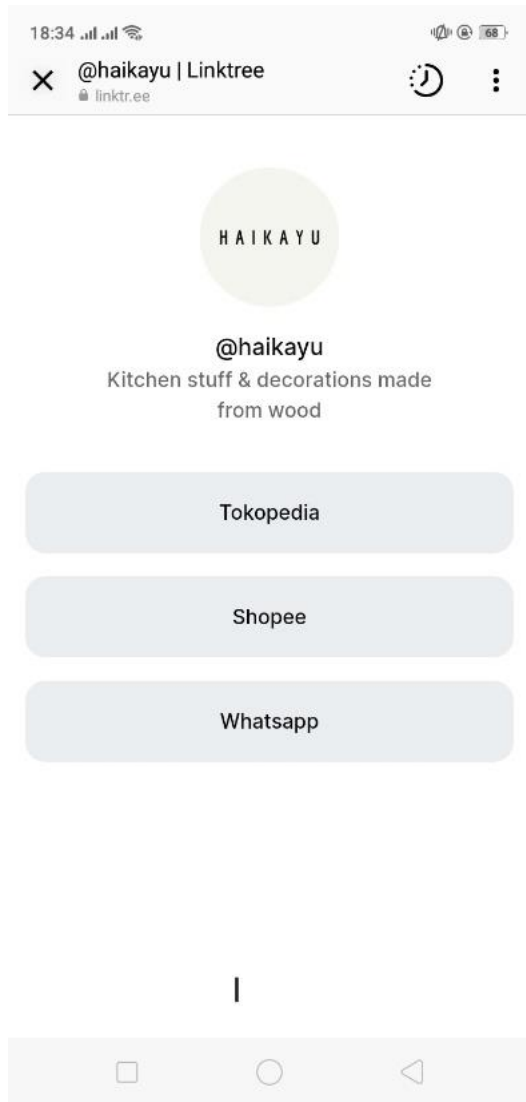 18:34
68
@haikayu | Linktree
linktr.ee
HAIKAYU
@haikayu
Kitchen stuff & decorations made
from wood
Tokopedia
Shopee
Whatsapp